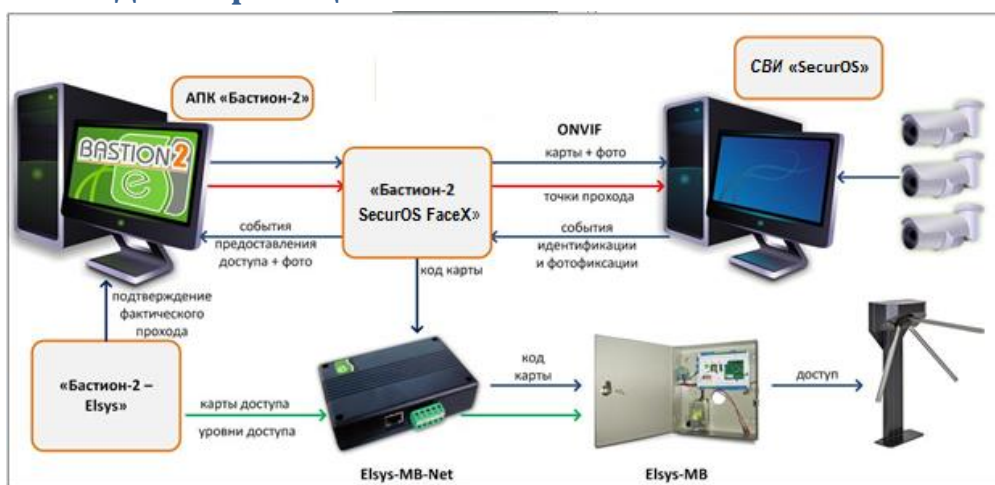 АПК «Бастион-2»
BASTION2
СВИ «SecurOS»
ONVIF
карты + фото
«Бастион-2
SecurOS FaceX»
точки прохода
события
предоставления
доступа + фото
события
идентификации
и фотофиксации
код карты
подтверждение
фактического
прохода
«Бастион-2 –
Elsys»
карты доступа
уровни доступа
код
карты
доступ
Elsys-MB-Net
Elsys-MB